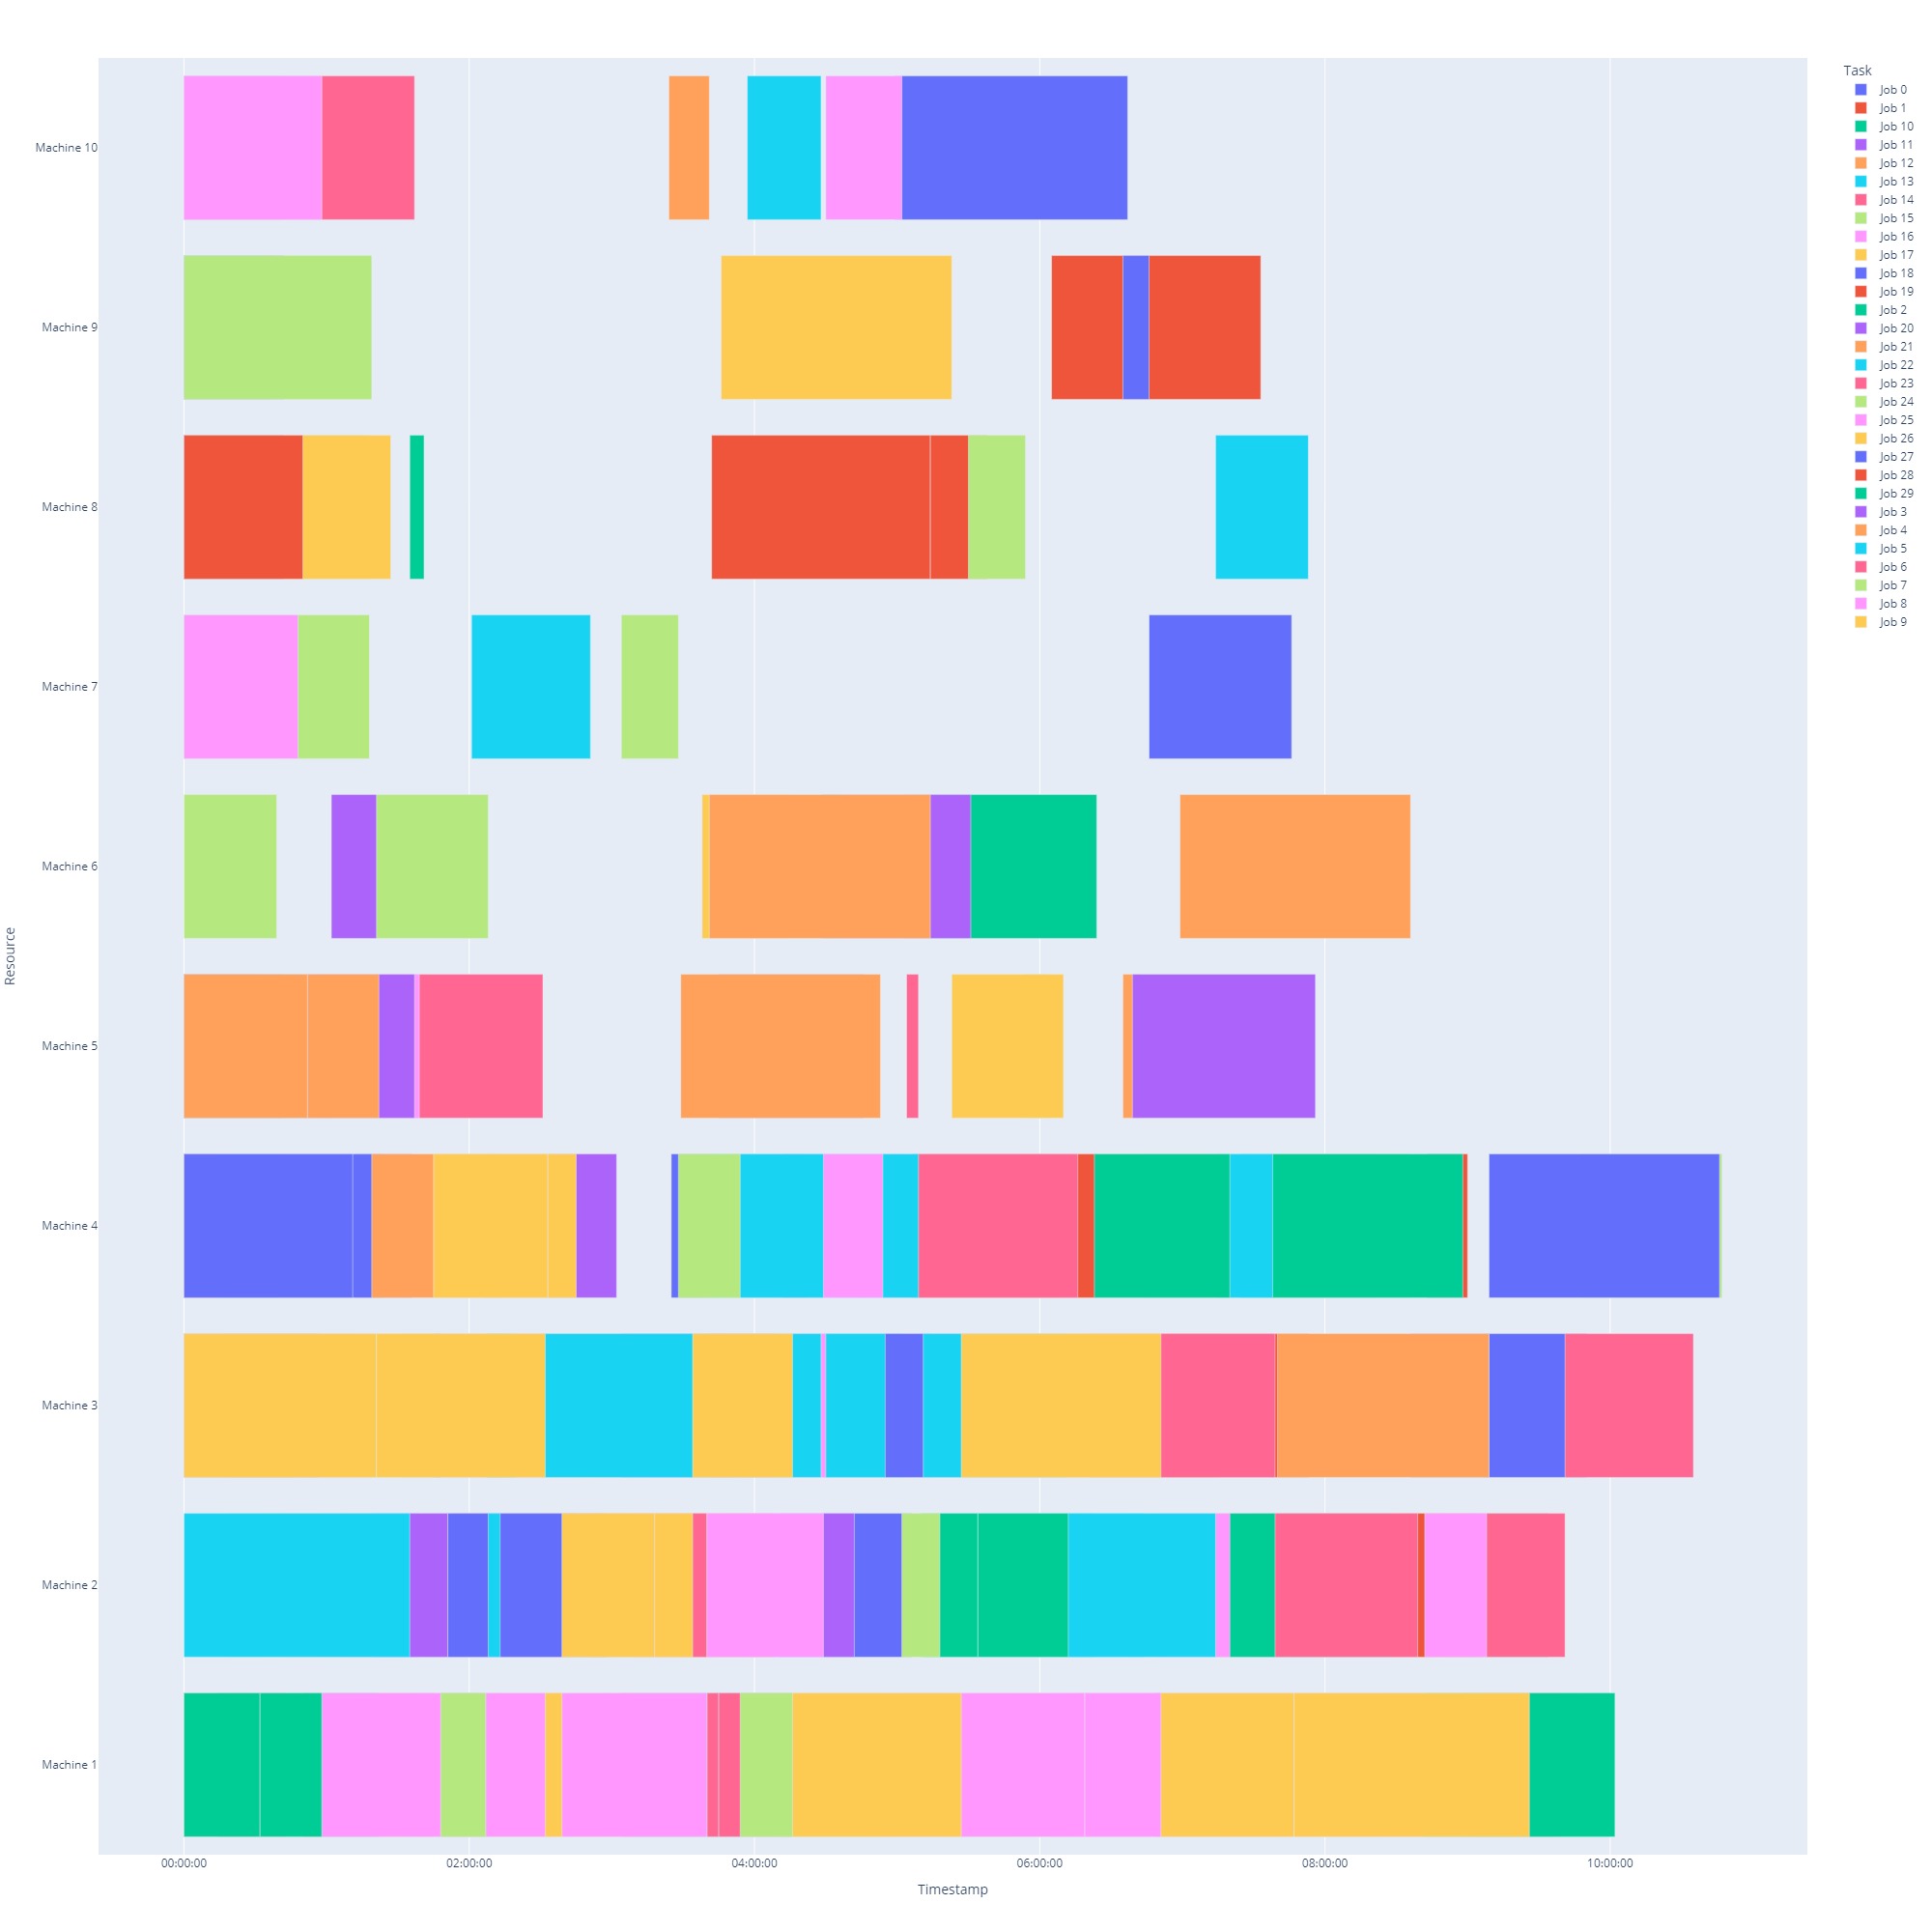 Machine 10
Machine 9
Machine 8
Machine 7
Machine 6
Machine 5
Machine 4
Machine 3
Machine 2
Machine 1
Resource
00:00:00
02:00:00
04:00:00
06:00:00
08:00:00
10:00:00
Timestamp
Task
Job 0
Job 1
Job 10
Job 11
Job 12
Job 13
Job 14
Job 15
Job 16
Job 17
Job 18
Job 19
Job 2
Job 20
Job 21
Job 22
Job 23
Job 24
Job 25
Job 26
Job 27
Job 28
Job 29
Job 3
Job 4
Job 5
Job 6
Job 7
Job 8
Job 9